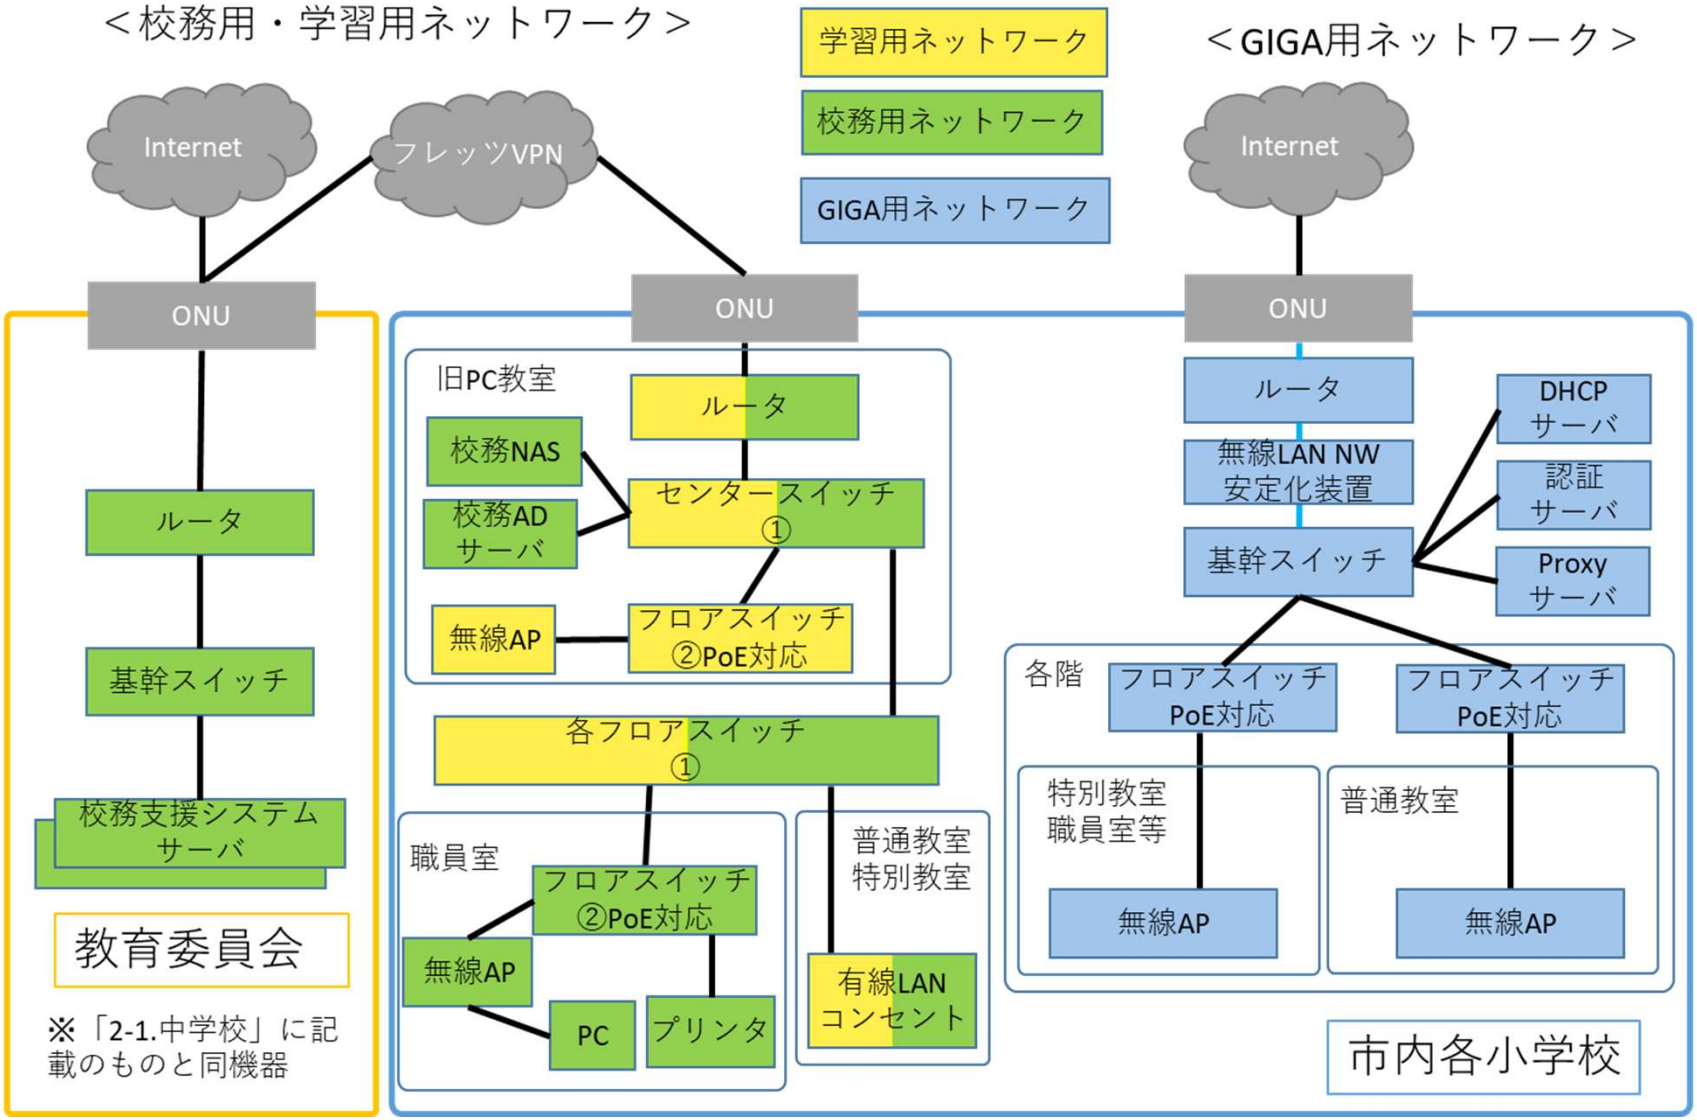 ＜校務用・学習用ネットワーク＞
学習用ネットワーク
校務用ネットワーク
GIGA用ネットワーク
＜GIGA用ネットワーク＞
Internet
フレッツVPN
Internet
ONU
ルータ
基幹スイッチ
校務支援システム
サーバ
教育委員会
※「2-1.中学校」に記
載のものと同機器
ONU
旧PC教室
ルータ
校務NAS
校務AD
サーバ
センタースイッチ
①
無線AP
フロアスイッチ
②PoE対応
各フロアスイッチ
①
職員室
フロアスイッチ
②PoE対応
無線AP
PC
プリンタ
普通教室
特別教室
有線LAN
コンセント
ONU
ルータ
無線LAN NW
安定化装置
基幹スイッチ
DHCP
サーバ
認証
サーバ
Proxy
サーバ
各階
フロアスイッチ
PoE対応
フロアスイッチ
PoE対応
特別教室
職員室等
無線AP
普通教室
無線AP
市内各小学校